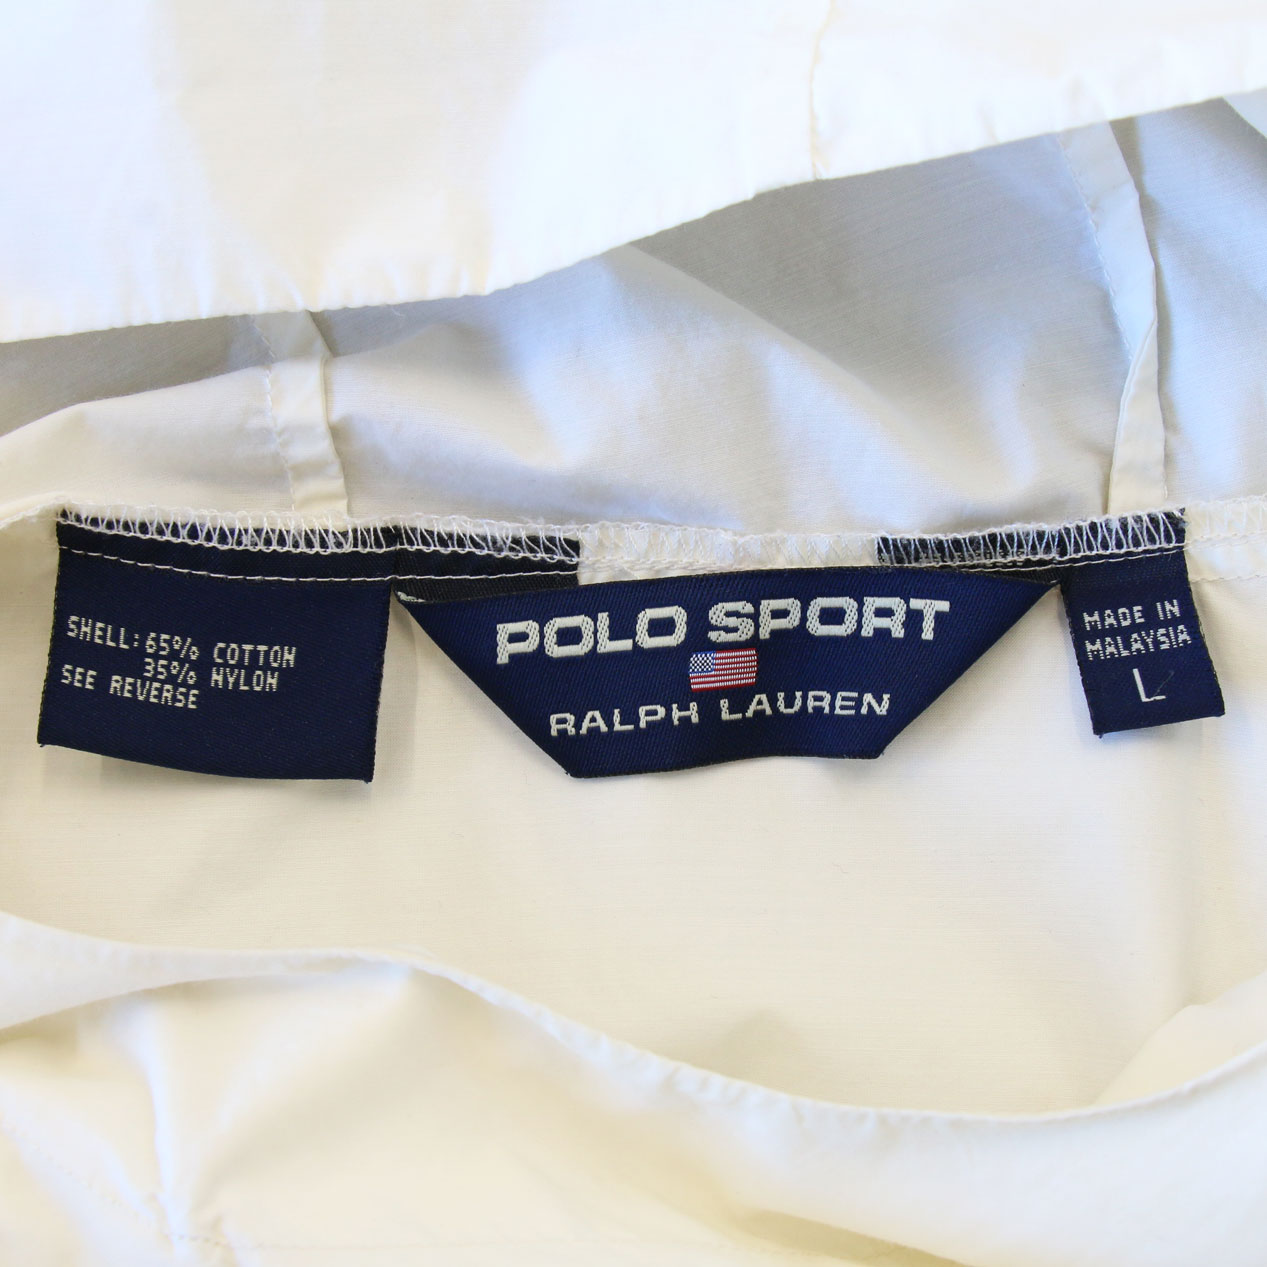 SHELL: 65% COTTON
35% NYLON
SEE REVERSE
POLO SPORT
RALPH LAUREN
MADE IN
MALAYSIA
L